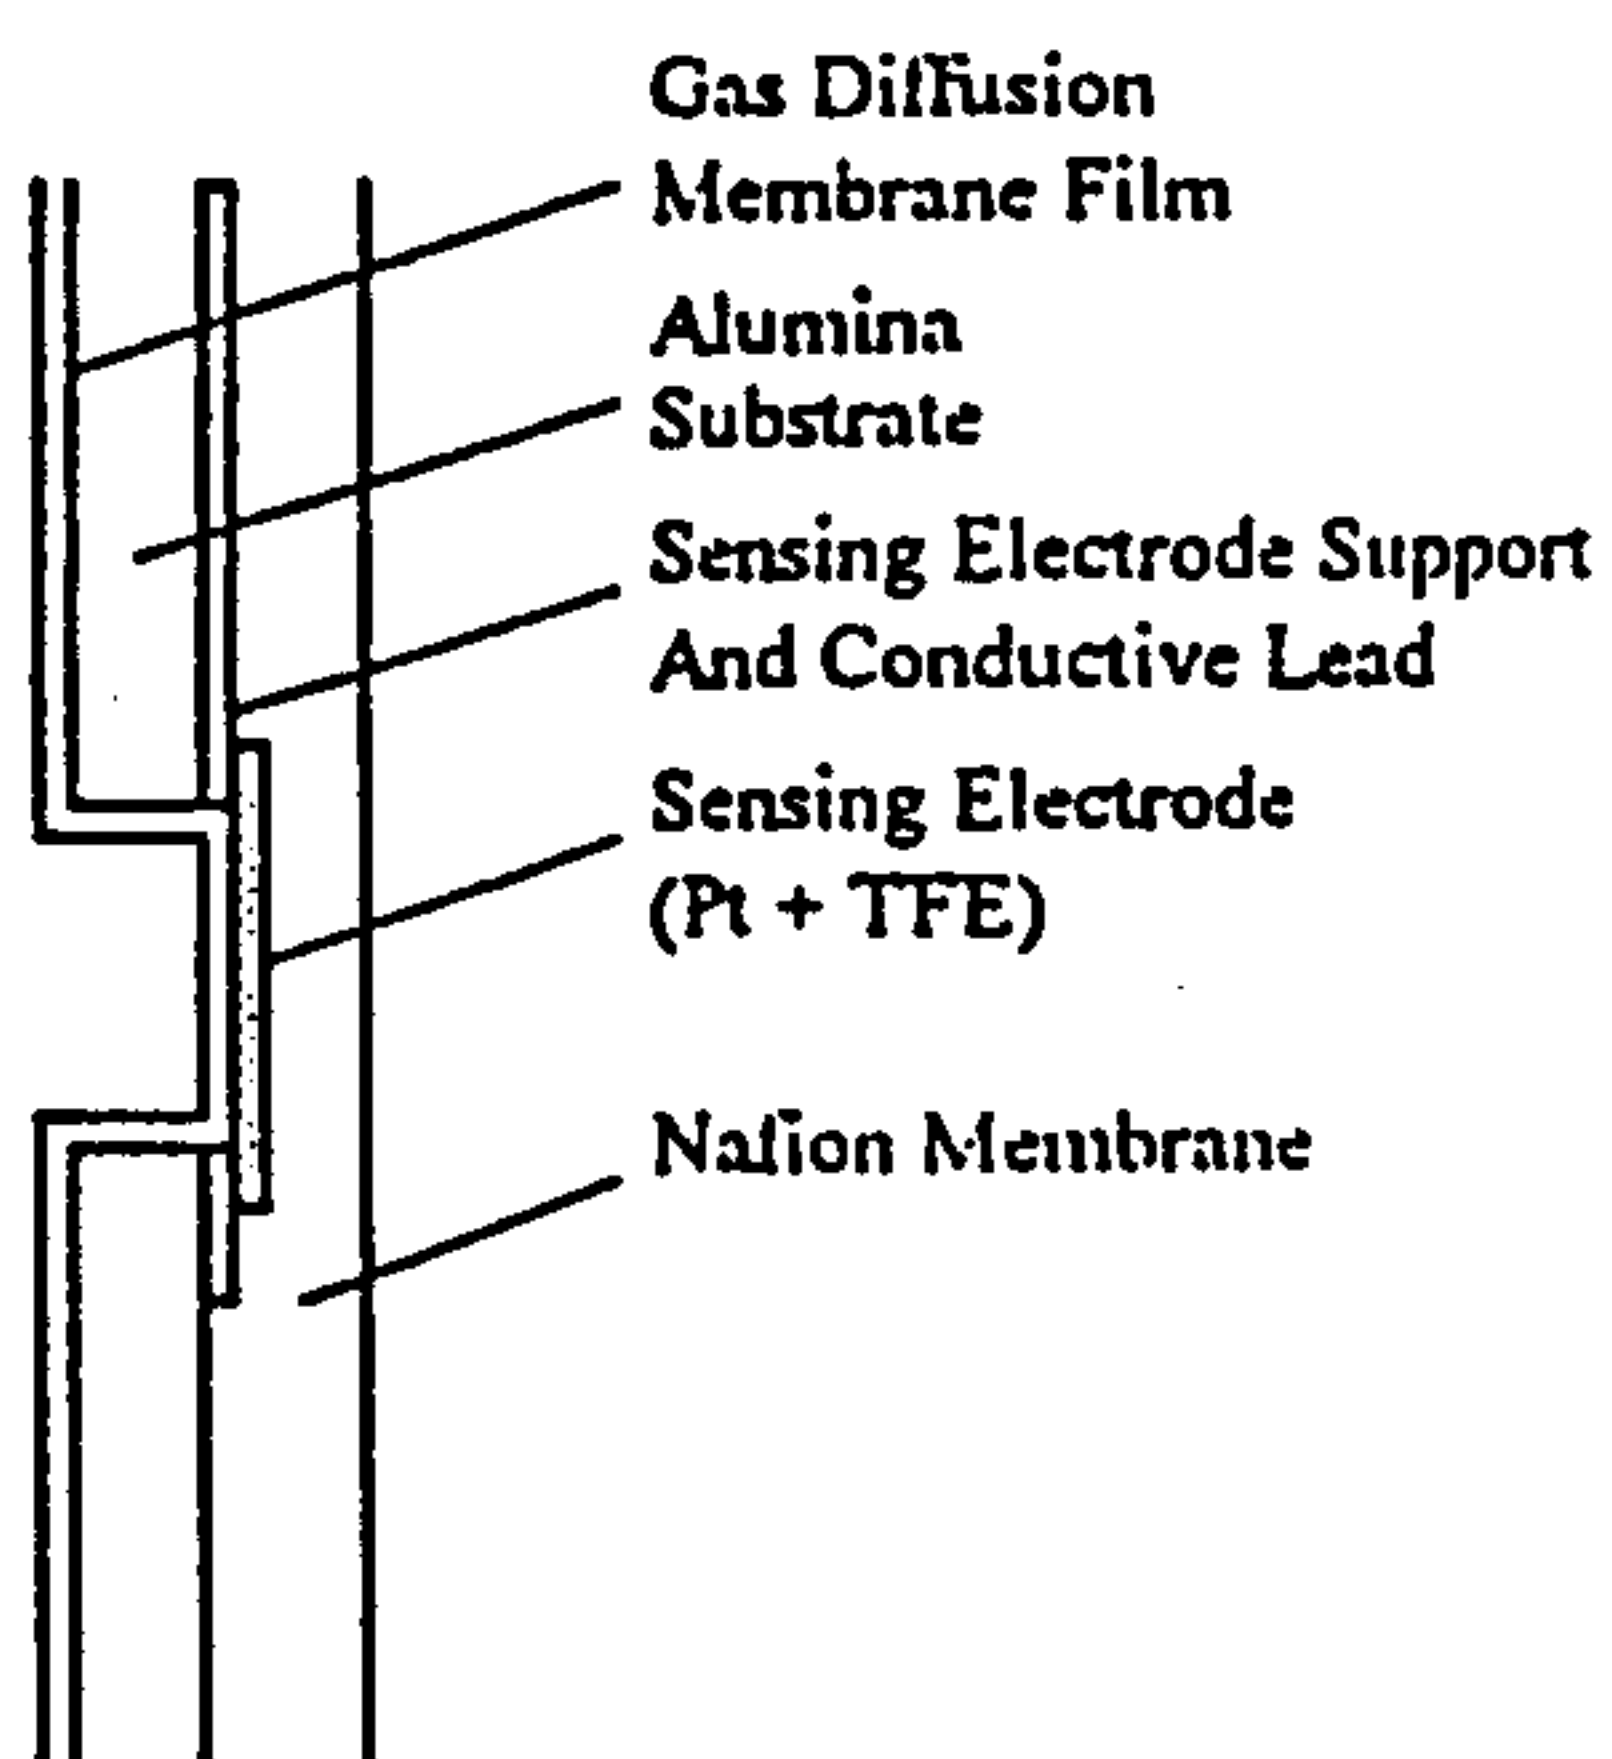 Gas Diffusion
Membrane Film
Alumina
Substrate
Sensing Electrode Support
And Conductive Lead
Sensing Electrode
(Pt + TFE)
Nafion Membrane